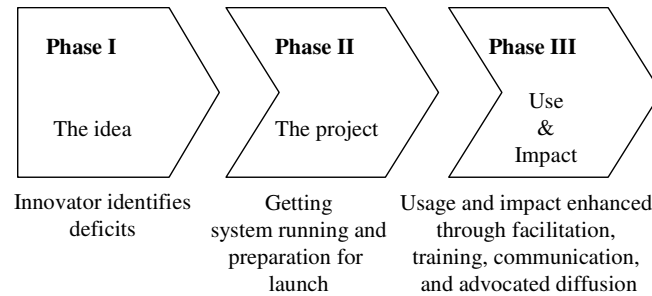 Phase I
The idea
Innovator identifies
deficits
Phase II
The project
Getting
system running and
preparation for
launch
Phase III
Use
&
Impact
Usage and impact enhanced
through facilitation,
training, communication,
and advocated diffusion